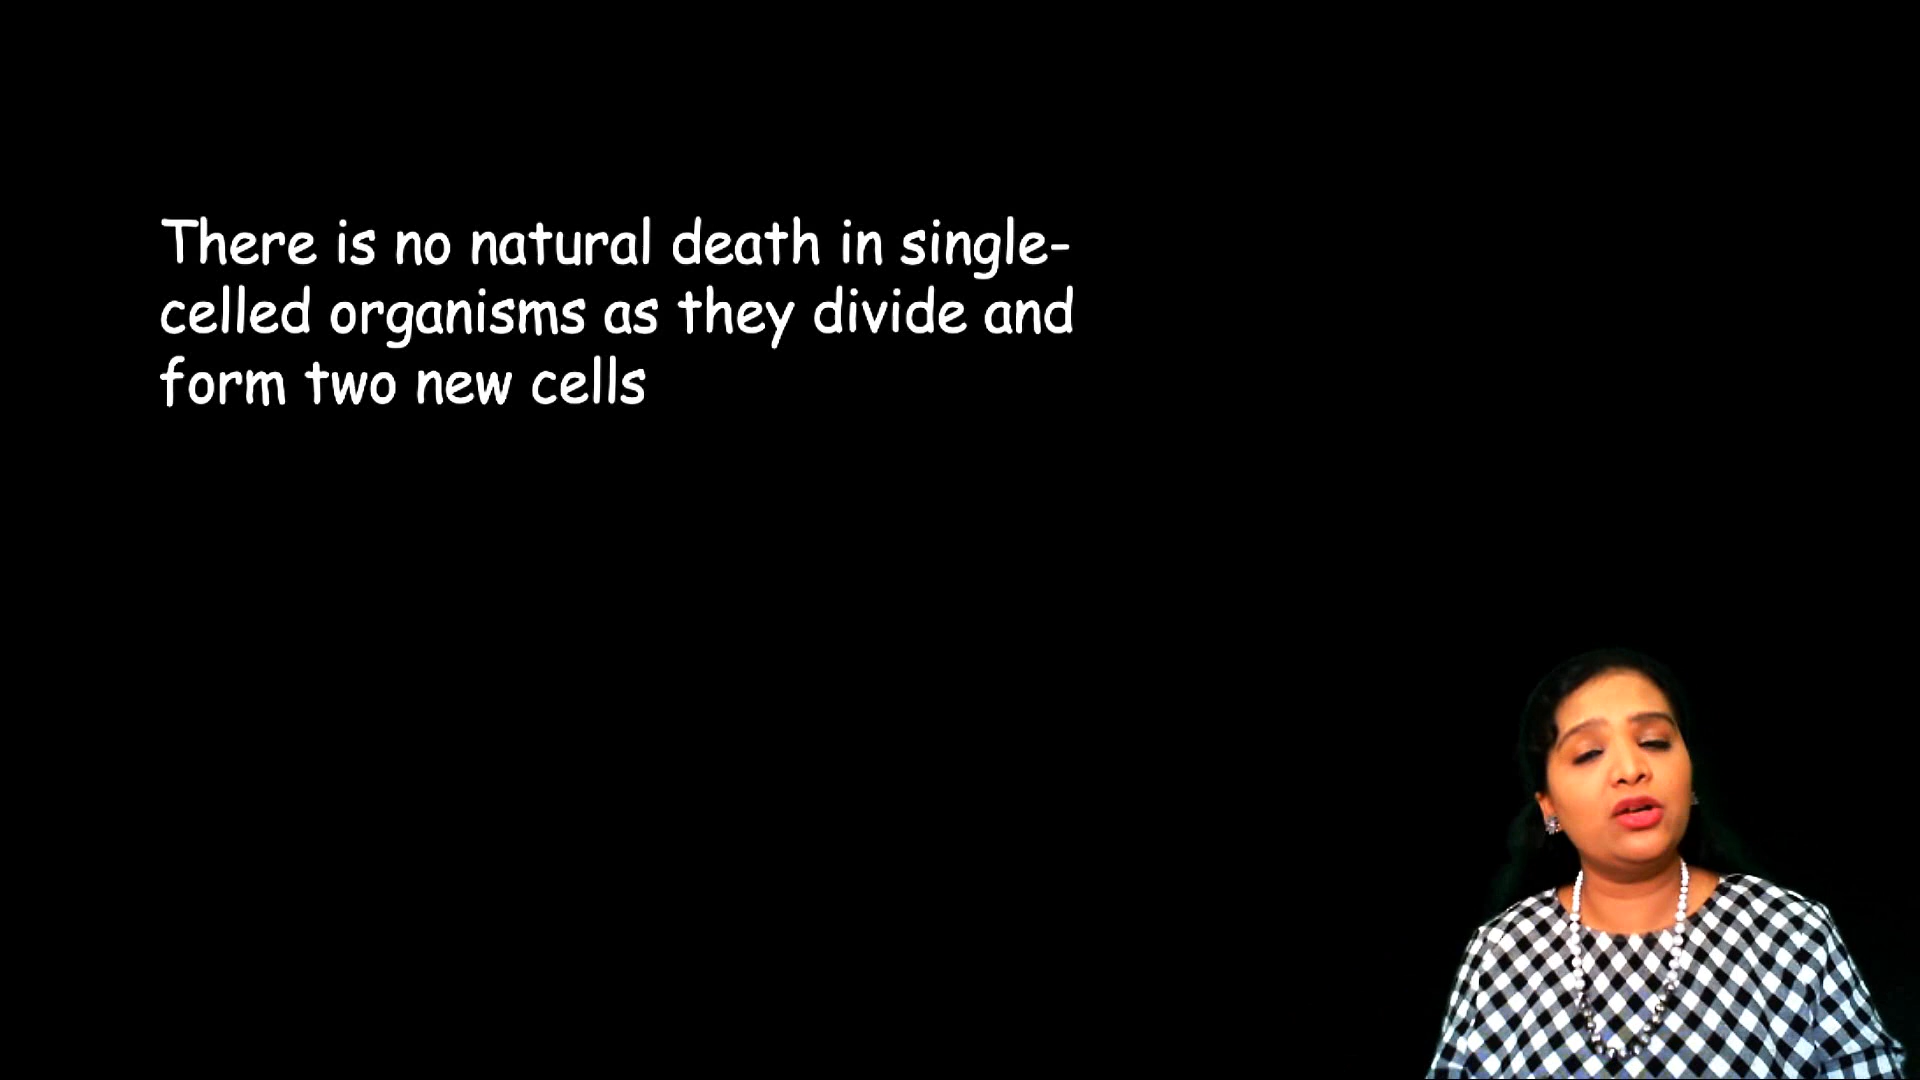 There is no natural death in single-
celled organisms as they divide and
form two new cells